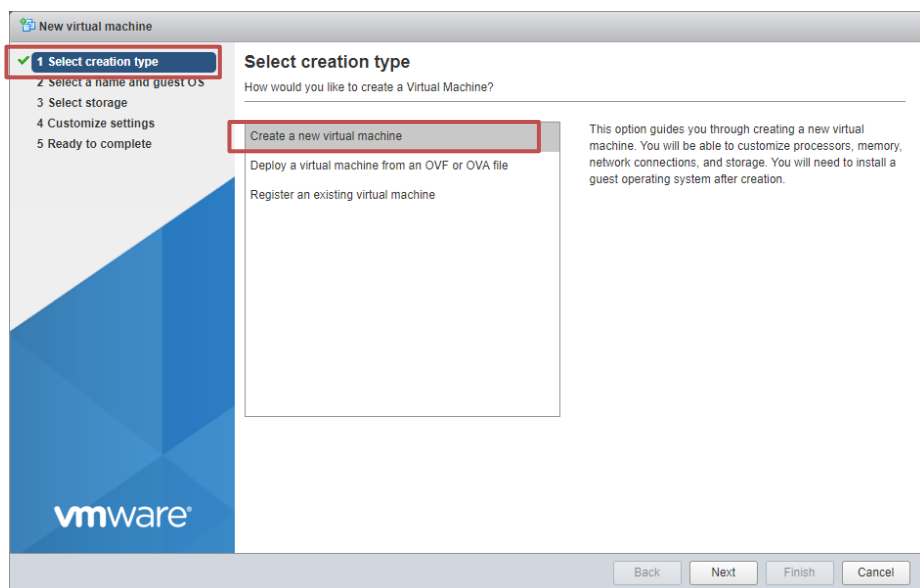 New virtual machine
1 Select creation type
2 Select a name and guest OS
3 Select storage
4 Customize settings
5 Ready to complete
Select creation type
How would you like to create a Virtual Machine?
Create a new virtual machine
Deploy a virtual machine from an OVF or OVA file
Register an existing virtual machine
This option guides you through creating a new virtual
machine. You will be able to customize processors, memory,
network connections, and storage. You will need to install a
guest operating system after creation.
vmware®
Back
Next
Finish
Cancel